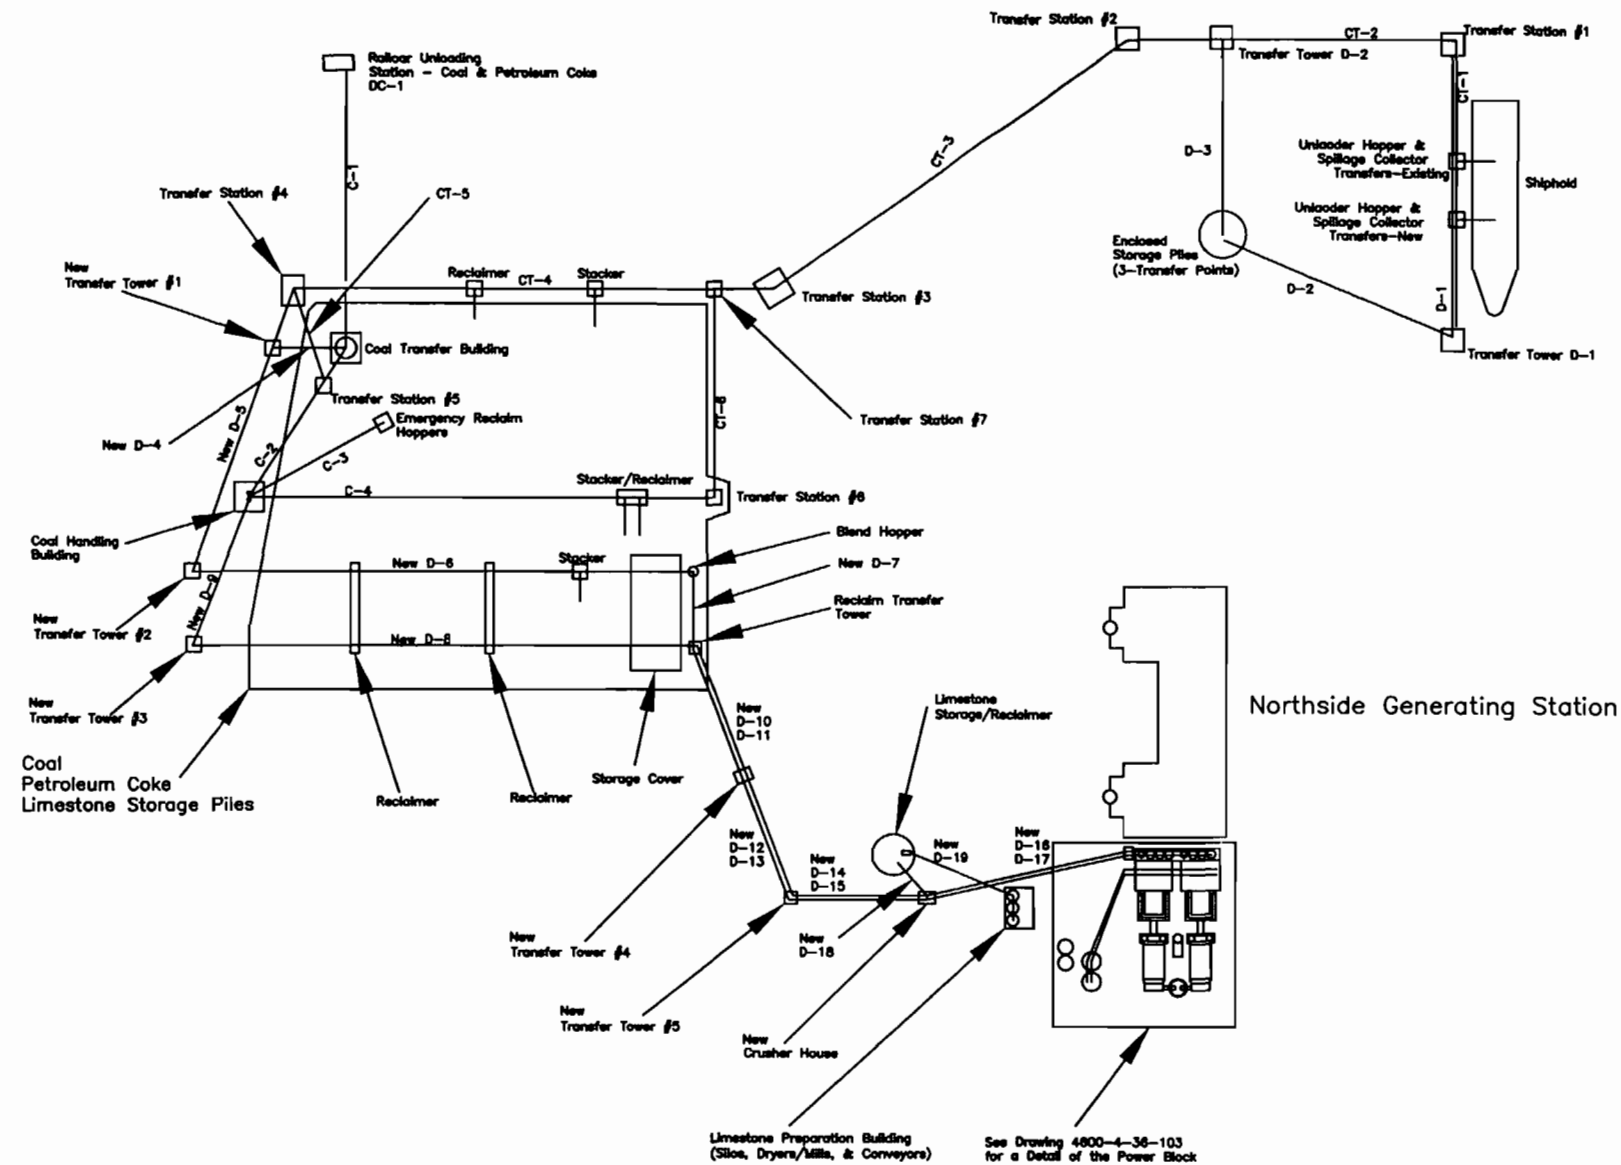 Transfer Station #2
Transfer Station #1
CT-2
Transfer Tower D-2
Railcar Unloading
Station - Coal & Petroleum Coke
DC-1
CT-1
CT-3
D-3
Unlaoder Hopper &
Spillage Collector
Transfers-Existing
Shiphold
C-1
Transfer Station #4
CT-5
Unlaoder Hopper &
Spillage Collector
Transfers-New
Enclosed
Storage Piles
(3-Transfer Points)
New
Transfer Tower #1
Reclaimer
CT-4
Stacker
Transfer Station #3
D-2
D-1
Transfer Tower D-1
Coal Transfer Building
Transfer Station #5
Emergency Reclaim
Hoppers
CT-6
Transfer Station #7
New D-4
New D-5
C-2
C-3
Stacker/Reclaimer
C-4
Transfer Station #6
Coal Handling
Building
Blend Hopper
Stacker
New D-6
New D-7
New D-9
Reclaim Transfer
Tower
New
Transfer Tower #2
New D-8
New
Transfer Tower #3
New
D-10
D-11
Limestone
Storage/Reclaimer
Northside Generating Station
Coal
Petroleum Coke
Limestone Storage Piles
Reclaimer
Reclaimer
Storage Cover
New
D-12
D-13
New
D-14
D-15
New
D-19
New
D-16
D-17
New
Transfer Tower #4
New
D-18
New
Transfer Tower #5
New
Crusher House
Limestone Preparation Building
(Silos, Dryers/Mills, & Conveyors)
See Drawing 4600-4-36-103
for a Detail of the Power Block